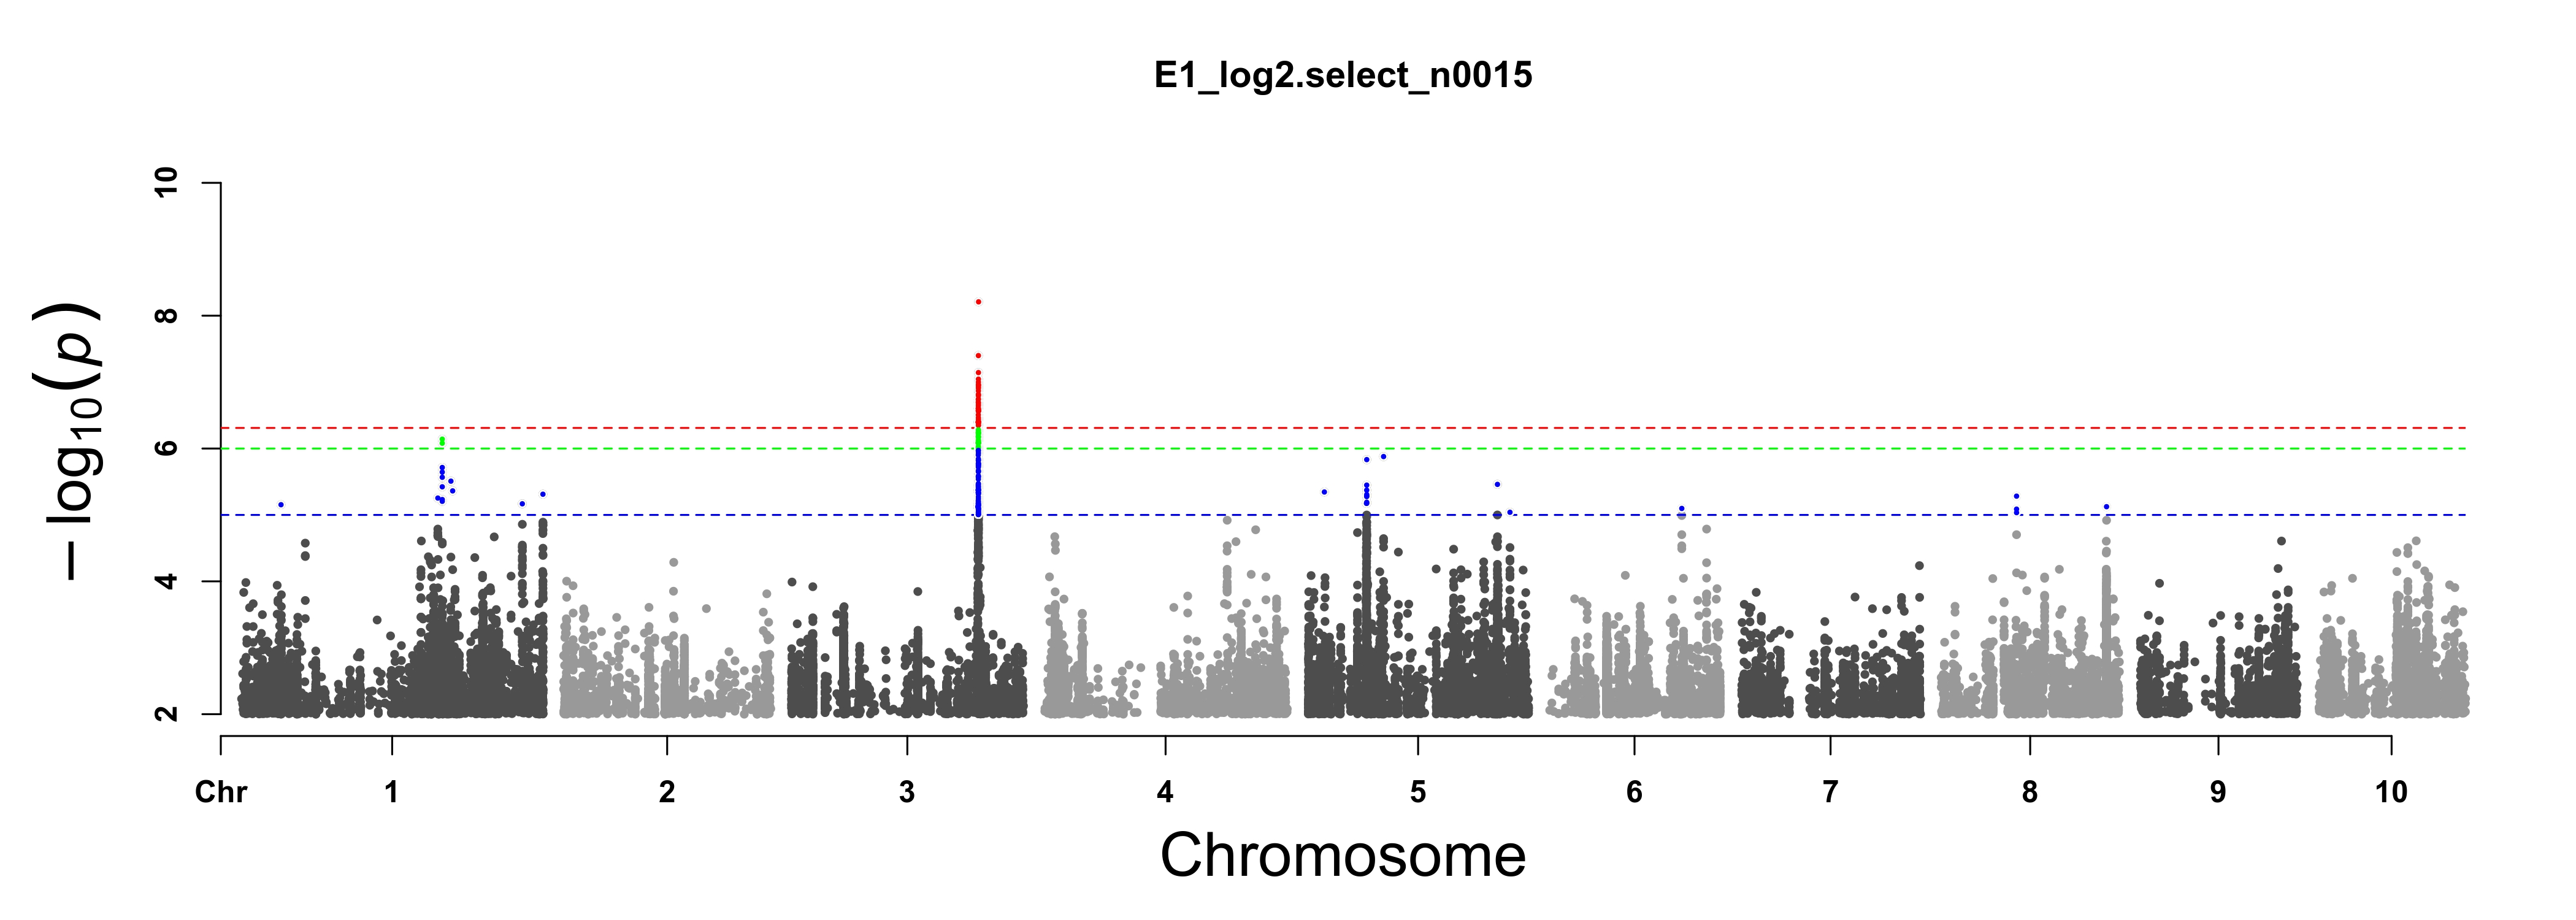 E1_log2.select_n0015
10
8
6
4
2
− log10(p)
Chr 1 2 3 4 5 6 7 8 9 10
Chromosome